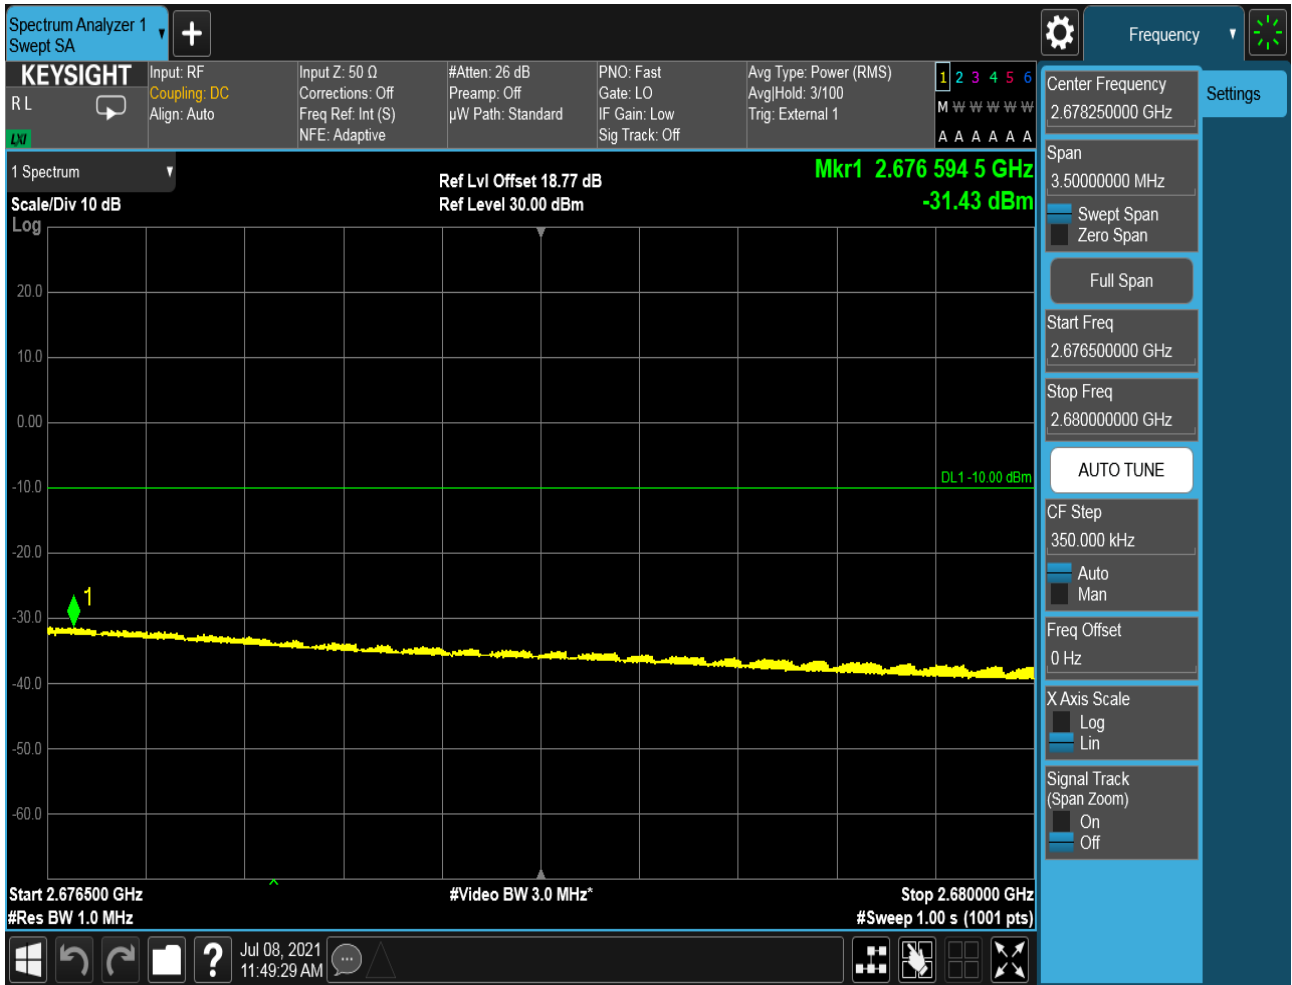 Spectrum Analyzer 1
Swept SA
Frequency
KEYSIGHT
R L
LXI
Input: RF
Coupling: DC
Align: Auto
Input Z: 50 Ω
Corrections: Off
Freq Ref: Int (S)
NFE: Adaptive
#Atten: 26 dB
Preamp: Off
µW Path: Standard
PNO: Fast
Gate: LO
IF Gain: Low
Sig Track: Off
Avg Type: Power (RMS)
Avg|Hold: 3/100
Trig: External 1
1 2 3 4 5 6
M W W W W W
A A A A A A
1 Spectrum
Scale/Div 10 dB
Log
Ref Lvl Offset 18.77 dB
Ref Level 30.00 dBm
Mkr1 2.676 594 5 GHz
-31.43 dBm
20.0
10.0
0.00
-10.0
-20.0
-30.0
-40.0
-50.0
-60.0
DL1 -10.00 dBm
1
Start 2.676500 GHz
#Res BW 1.0 MHz
#Video BW 3.0 MHz*
Stop 2.680000 GHz
#Sweep 1.00 s (1001 pts)
Jul 08, 2021
11:49:29 AM
Center Frequency
2.678250000 GHz
Settings
Span
3.50000000 MHz
Swept Span
Zero Span
Full Span
Start Freq
2.676500000 GHz
Stop Freq
2.680000000 GHz
AUTO TUNE
CF Step
350.000 kHz
Auto
Man
Freq Offset
0 Hz
X Axis Scale
Log
Lin
Signal Track
(Span Zoom)
On
Off